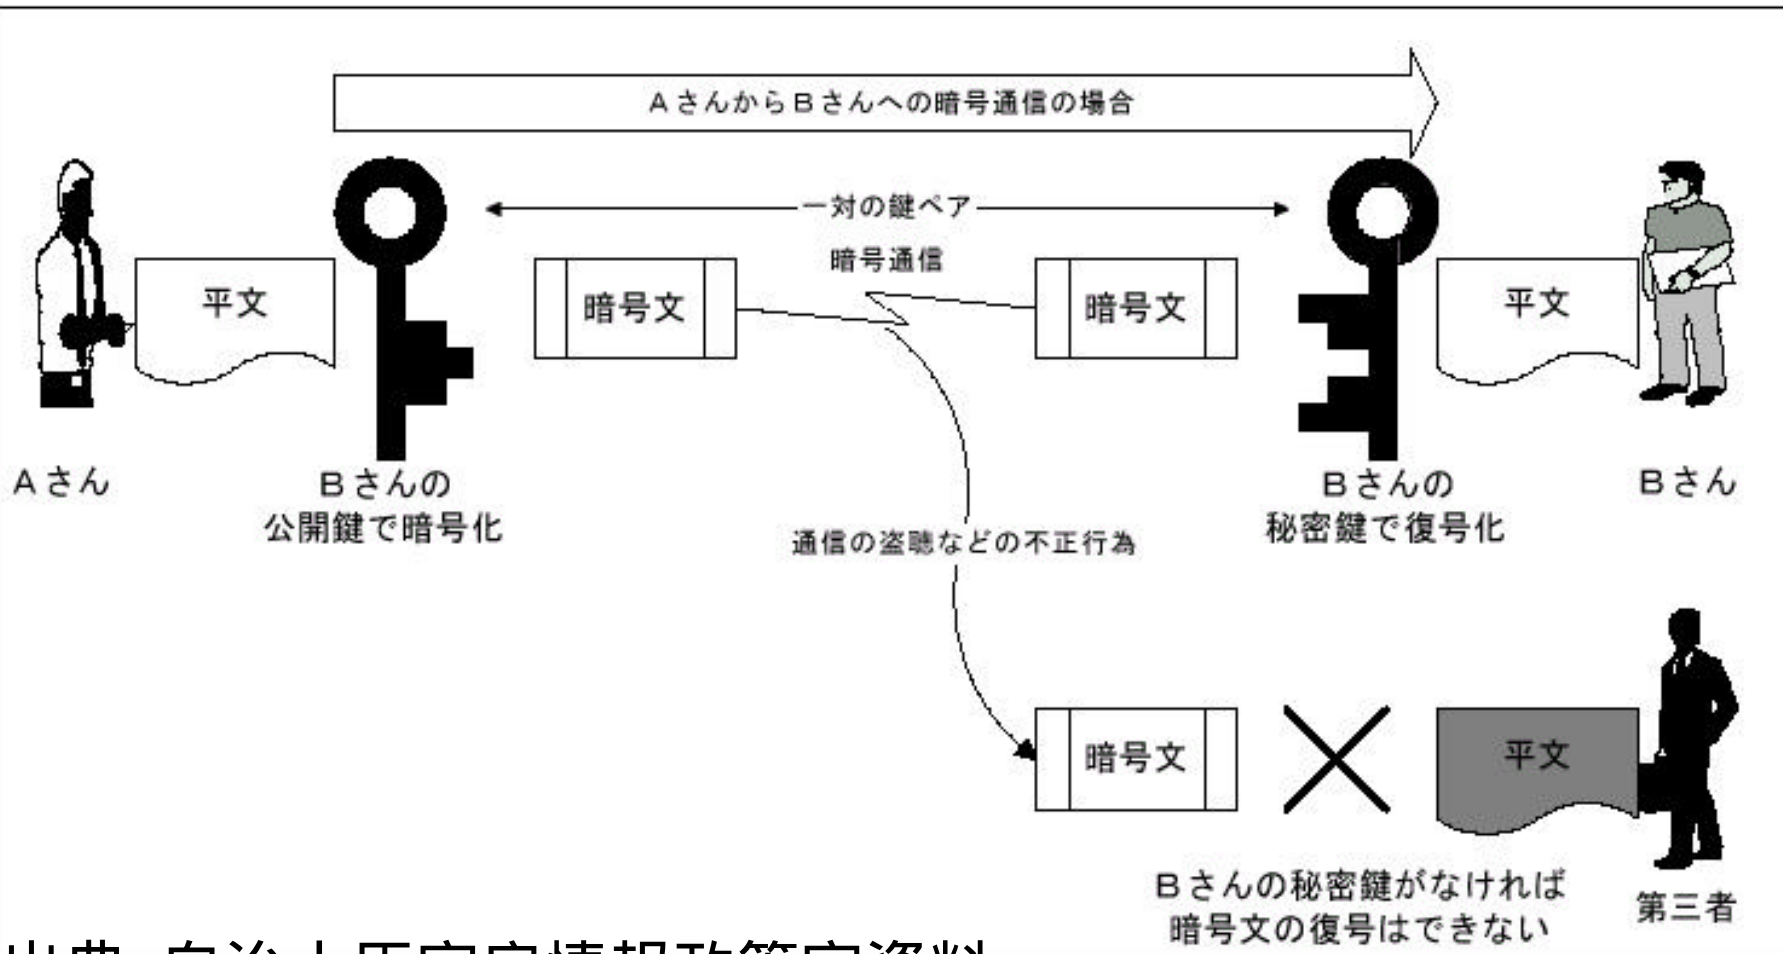 AさんからBさんへの暗号通信の場合
一対の鍵ペア
暗号通信
平文
暗号文
暗号文
平文
Aさん
Bさんの
公開鍵で暗号化
Bさんの
秘密鍵で復号化
Bさん
通信の盗聴などの不正行為
暗号文
平文
Bさんの秘密鍵がなければ
暗号文の復号はできない
第三者